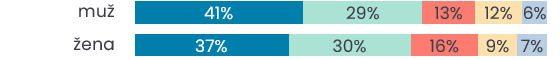 muž 41% 29% 13% 12% 6%
žena 37% 30% 16% 9% 7%